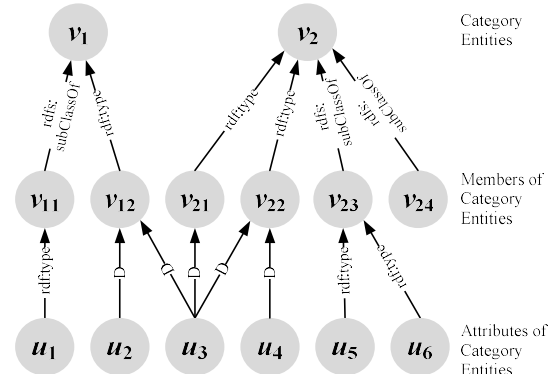 v1
v2
Category
Entities
rdfs:
subClassOf
rdf:type
rdf:type
rdf:type
rdfs:
subClassOf
rdfs:
subClassOf
v11
v12
v21
v22
v23
v24
Members of
Category
Entities
rdf:type
D
D
D
D
D
rdf:type
rdf:type
u1
u2
u3
u4
u5
u6
Attributes of
Category
Entities